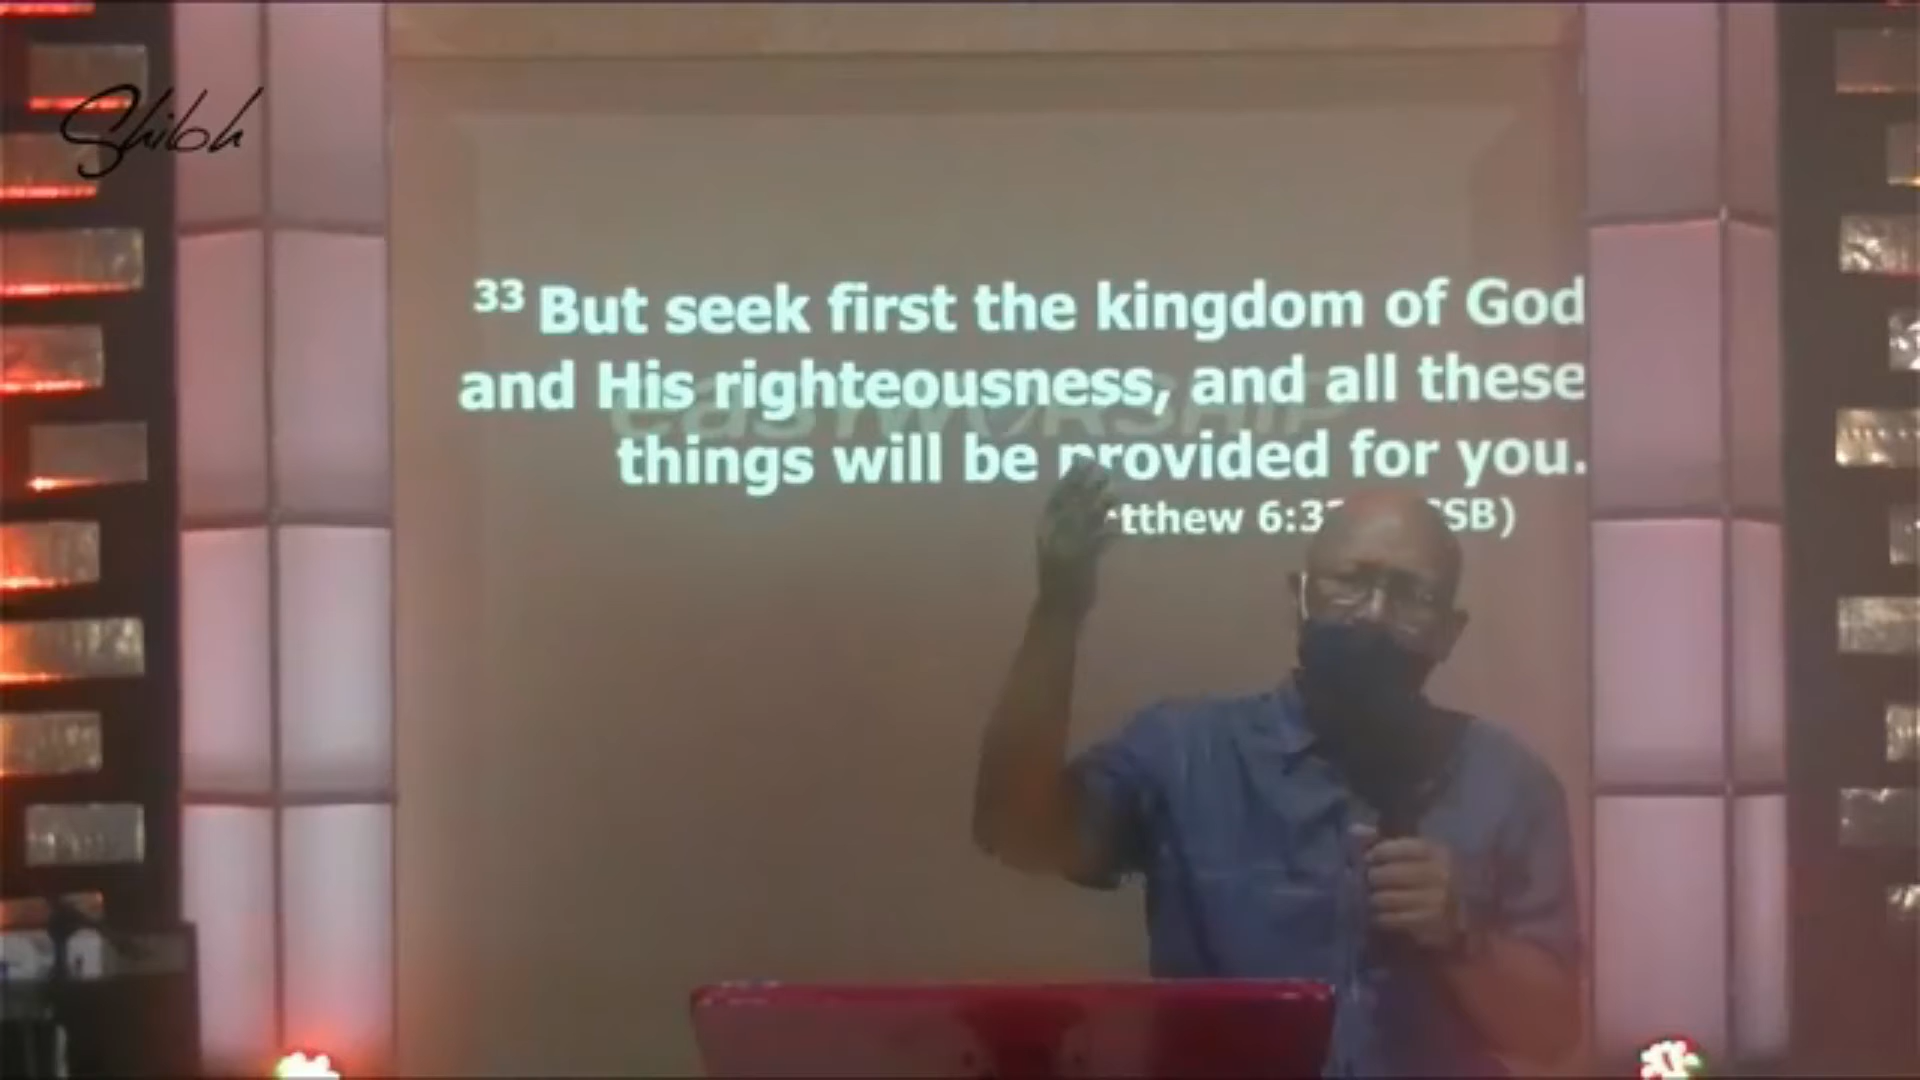 Shiloh
33 But seek first the kingdom of God
and His righteousness, and all these
things will be provided for you.
easyWORSHIP